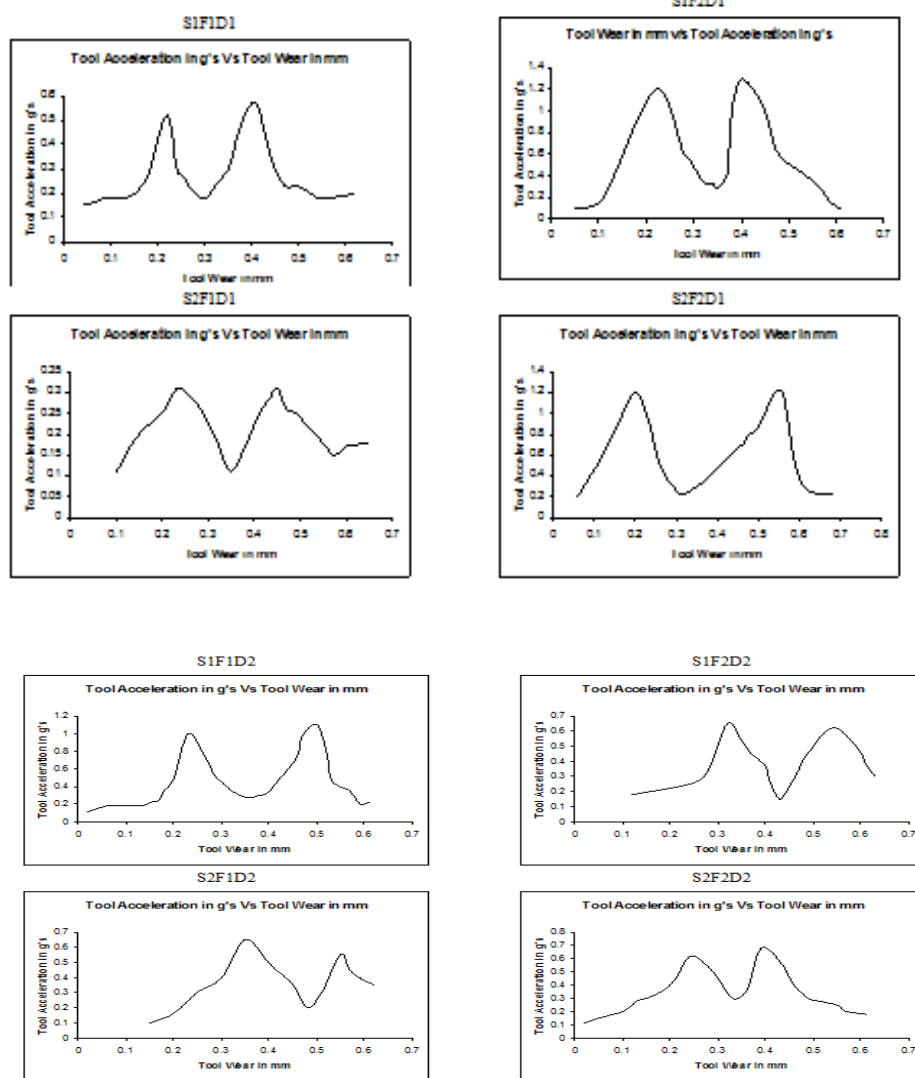 S1F1D1
Tool Acceleration in g's Vs Tool Wear in mm
Tool Acceleration in g's
0.6
0.5
0.4
0.3
0.2
0.1
0
0 0.1 0.2 0.3 0.4 0.5 0.6 0.7
Tool Wear in mm
S1F2D1
Tool Wear in mm v/s Tool Acceleration in g's
Tool Acceleration in g's
1.4
1.2
1
0.8
0.6
0.4
0.2
0
0 0.1 0.2 0.3 0.4 0.5 0.6 0.7
Tool Wear in mm
S2F1D1
Tool Acceleration in g's Vs Tool Wear in mm
Tool Acceleration in g's
0.35
0.3
0.25
0.2
0.15
0.1
0.05
0
0 0.1 0.2 0.3 0.4 0.5 0.6 0.7
Tool Wear in mm
S2F2D1
Tool Acceleration in g's Vs Tool Wear in mm
Tool Acceleration in g's
1.4
1.2
1
0.8
0.6
0.4
0.2
0
0 0.1 0.2 0.3 0.4 0.5 0.6 0.7 0.8
Tool Wear in mm
S1F1D2
Tool Acceleration in g's Vs Tool Wear in mm
Tool Acceleration in g's
1.2
1
0.8
0.6
0.4
0.2
0
0 0.1 0.2 0.3 0.4 0.5 0.6 0.7
Tool Wear in mm
S1F2D2
Tool Acceleration in g's Vs Tool Wear in mm
Tool Acceleration in g's
0.7
0.6
0.5
0.4
0.3
0.2
0.1
0
0 0.1 0.2 0.3 0.4 0.5 0.6 0.7
Tool Wear in mm
S2F1D2
Tool Acceleration in g's Vs Tool Wear in mm
Tool Acceleration in g's
0.7
0.6
0.5
0.4
0.3
0.2
0.1
0
0 0.1 0.2 0.3 0.4 0.5 0.6 0.7
Tool Wear in mm
S2F2D2
Tool Acceleration in g's Vs Tool Wear in mm
Tool Acceleration in g's
0.8
0.7
0.6
0.5
0.4
0.3
0.2
0.1
0
0 0.1 0.2 0.3 0.4 0.5 0.6 0.7
Tool Wear in mm